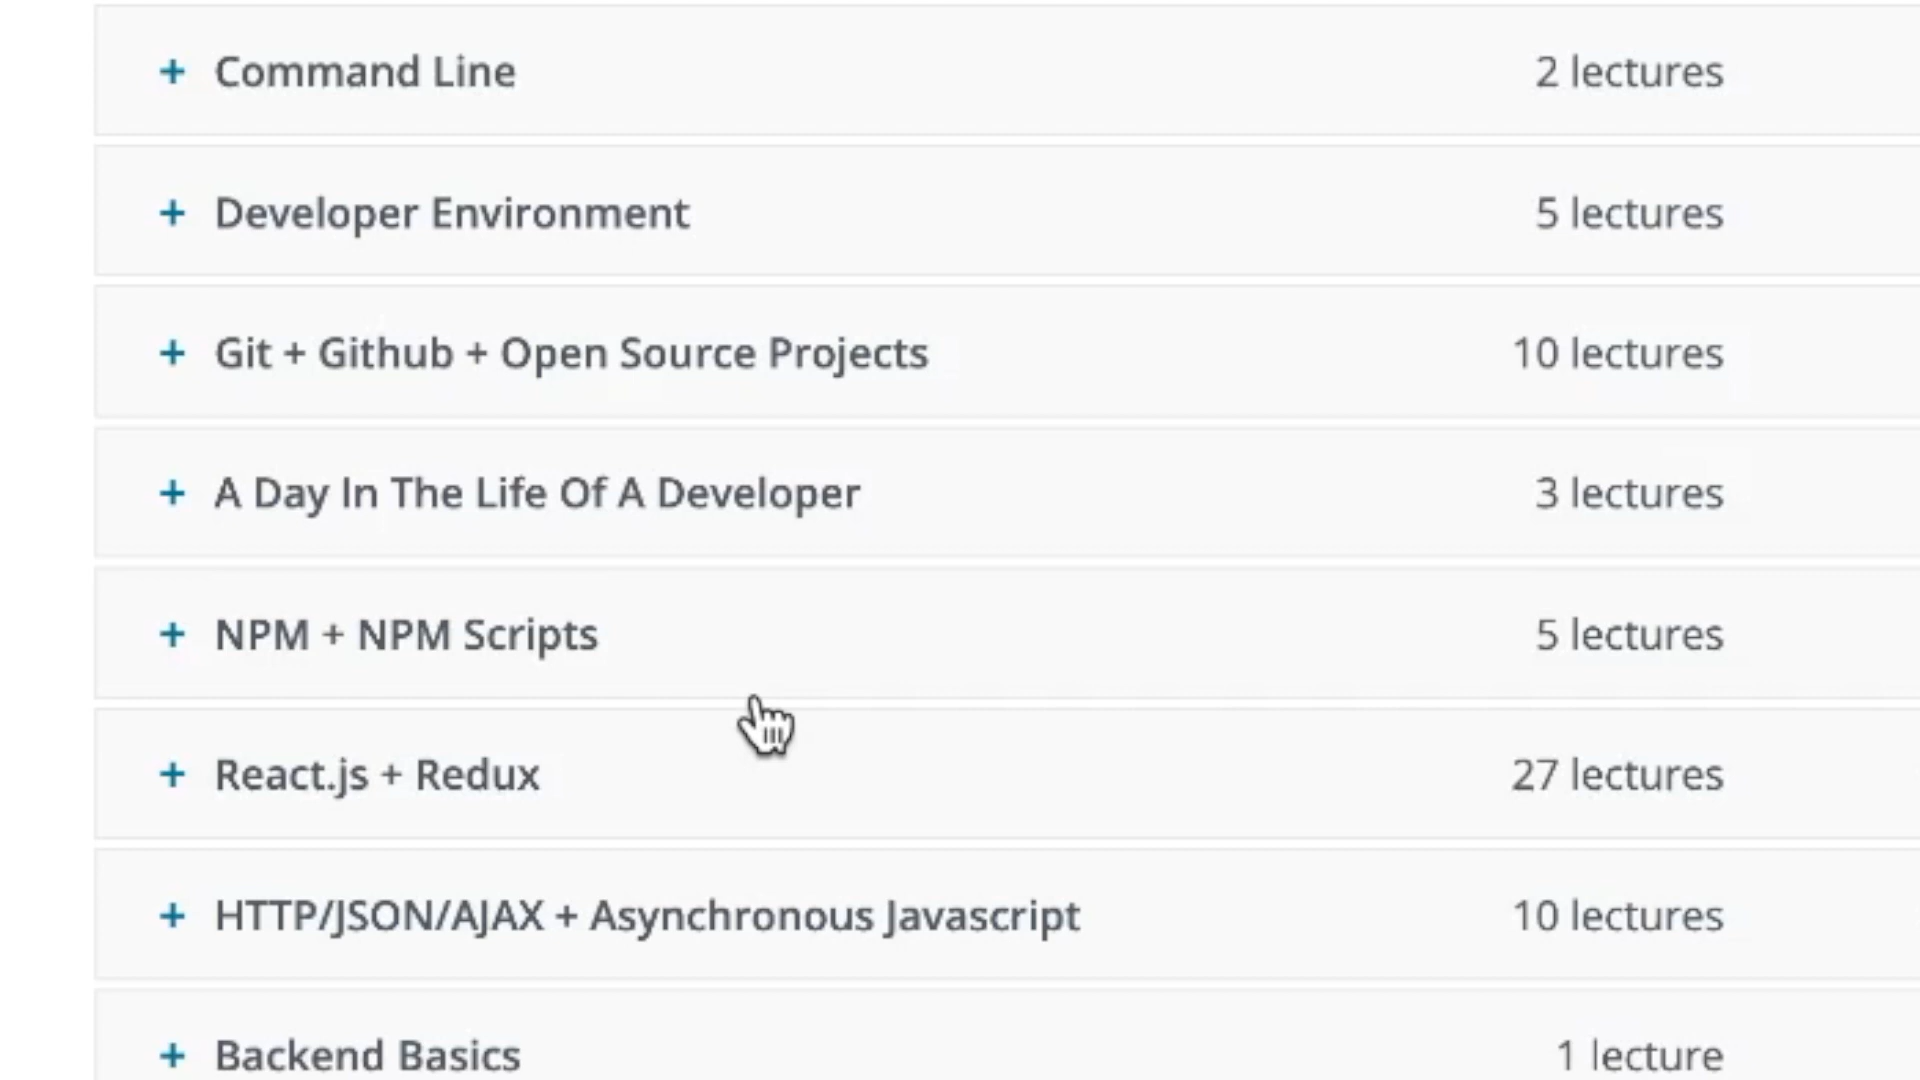 + Command Line 2 lectures
+ Developer Environment 5 lectures
+ Git + Github + Open Source Projects 10 lectures
+ A Day In The Life Of A Developer 3 lectures
+ NPM + NPM Scripts 5 lectures
+ React.js + Redux 27 lectures
+ HTTP/JSON/AJAX + Asynchronous Javascript 10 lectures
+ Backend Basics 1 lecture